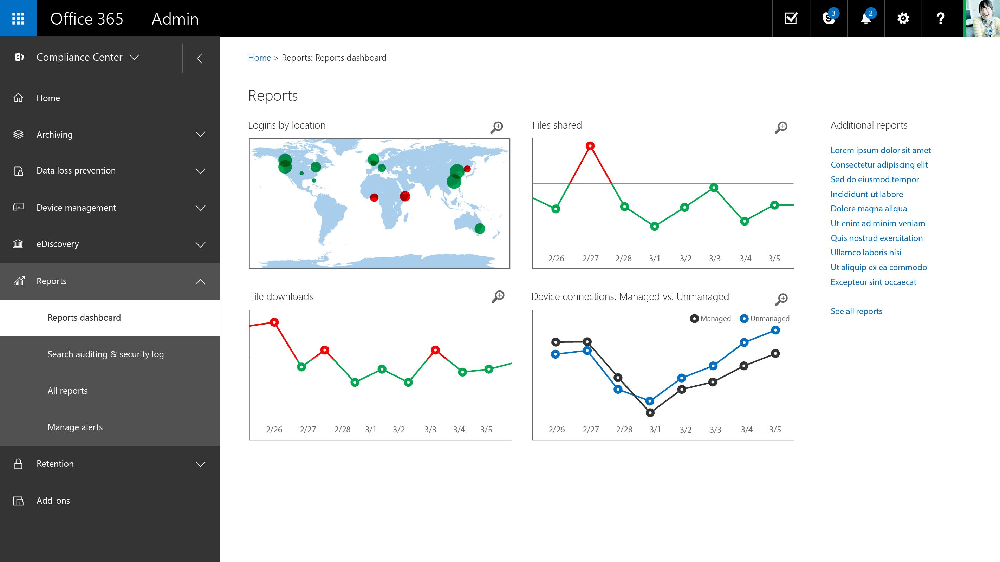 Office 365 Admin
3
2
?
Compliance Center
Home
Archiving
Data loss prevention
Device management
eDiscovery
Reports
Reports dashboard
Search auditing & security log
All reports
Manage alerts
Retention
Add-ons
Home > Reports: Reports dashboard
Reports
Logins by location
Files shared
2/26 2/27 2/28 3/1 3/2 3/3 3/4 3/5
File downloads
2/26 2/27 2/28 3/1 3/2 3/3 3/4 3/5
Device connections: Managed vs. Unmanaged
Managed Unmanaged
2/26 2/27 2/28 3/1 3/2 3/3 3/4 3/5
Additional reports
Lorem ipsum dolor sit amet
Consectetur adipiscing elit
Sed do eiusmod tempor
Incididunt ut labore
Dolore magna aliqua
Ut enim ad minim veniam
Quis nostrud exercitation
Ullamco laboris nisi
Ut aliquip ex ea commodo
Excepteur sint occaecat
See all reports